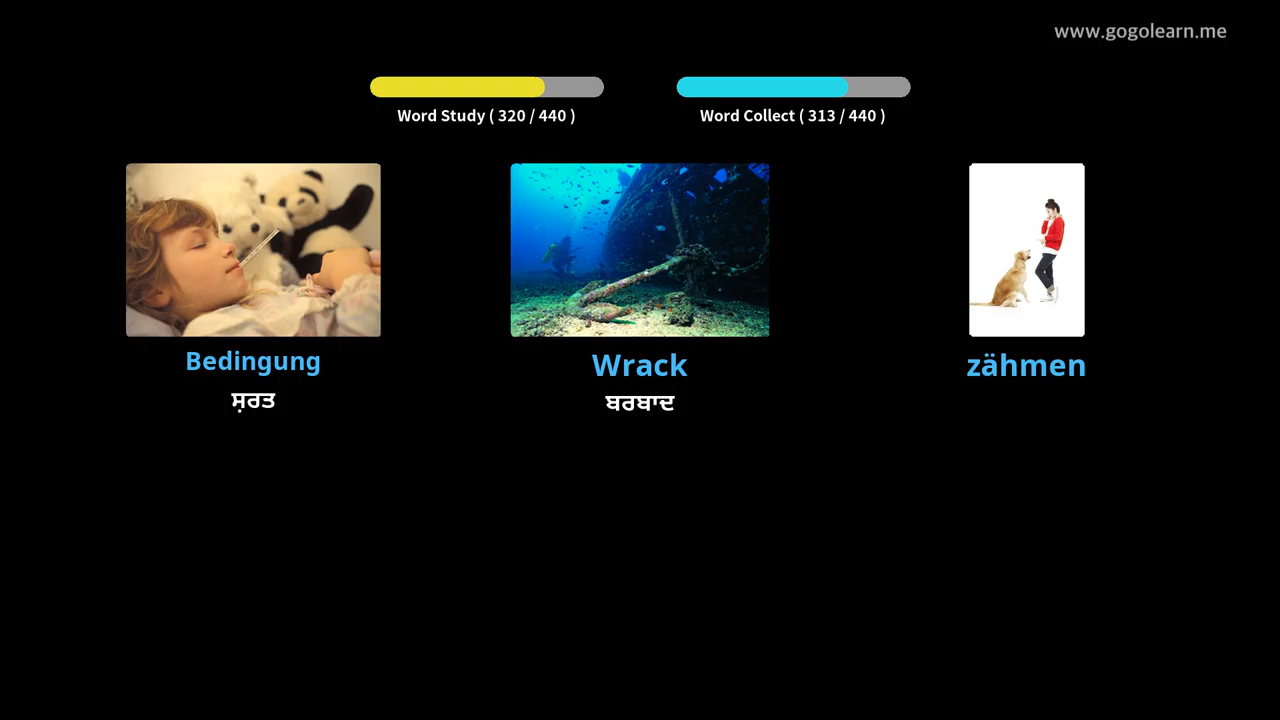 www.gogolearn.me
Word Study ( 320 / 440 )
Word Collect ( 313 / 440 )
Bedingung
Wrack
zähmen
ਸ਼ਰਤ
ਬਰਬਾਦ